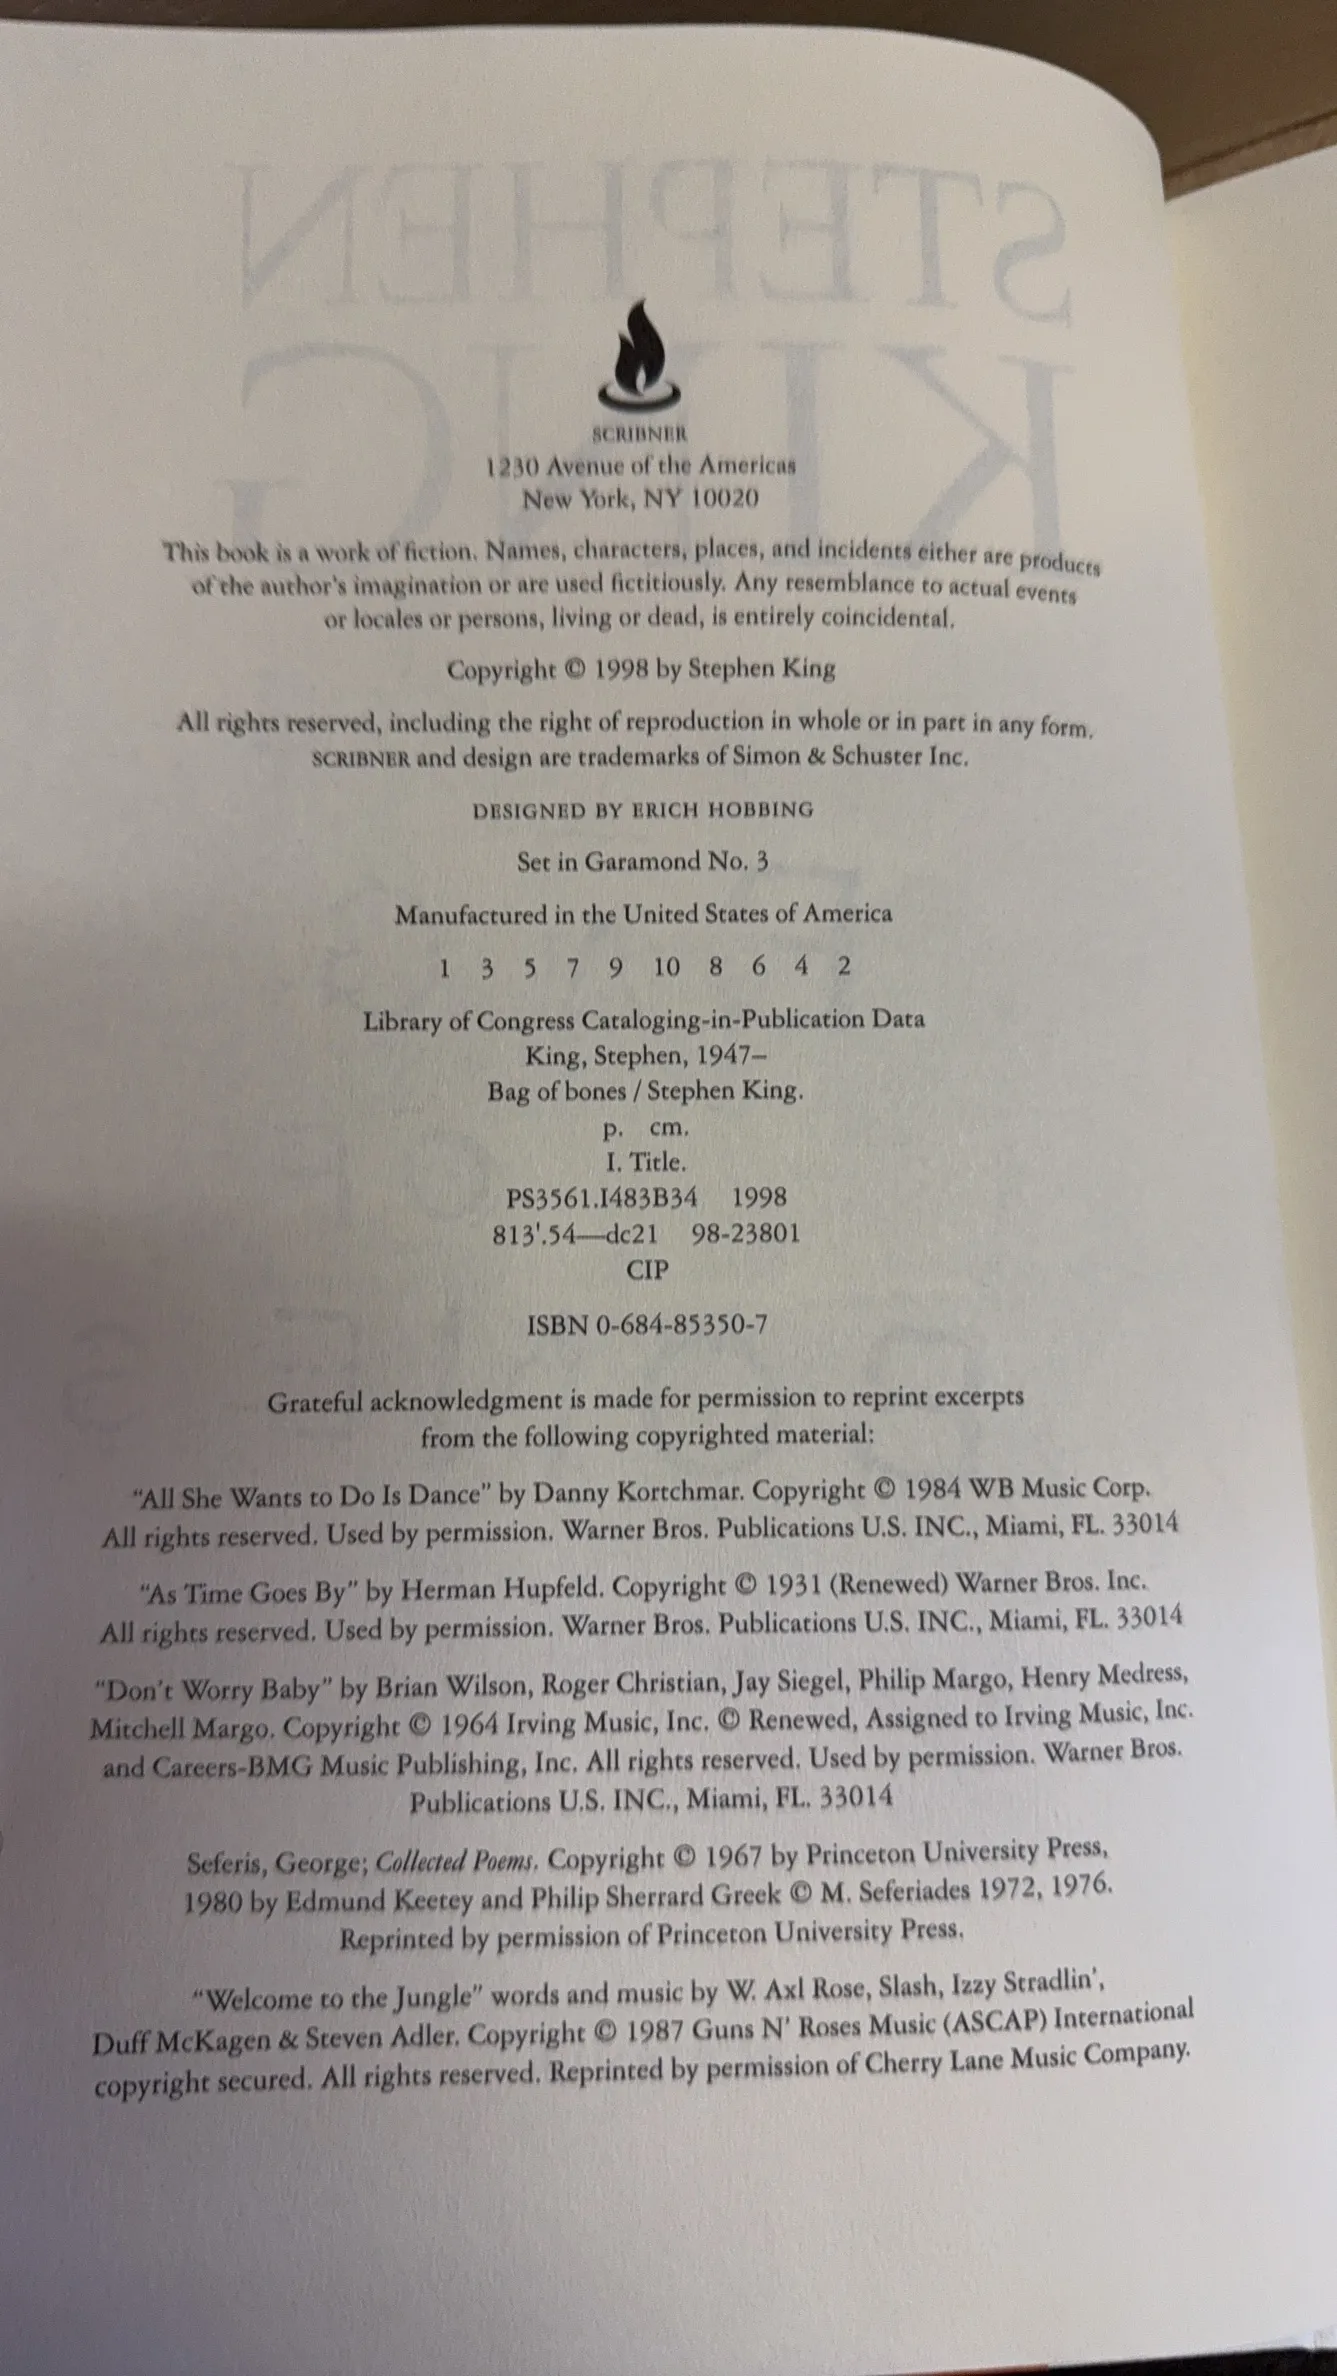 STEPHEN
KING
SCRIBNER
1230 Avenue of the Americas
New York, NY 10020
This book is a work of fiction. Names, characters, places, and incidents either are products
of the author's imagination or are used fictitiously. Any resemblance to actual events
or locales or persons, living or dead, is entirely coincidental.
Copyright © 1998 by Stephen King
All rights reserved, including the right of reproduction in whole or in part in any form.
SCRIBNER and design are trademarks of Simon & Schuster Inc.
DESIGNED BY ERICH HOBBING
Set in Garamond No. 3
Manufactured in the United States of America
1 3 5 7 9 10 8 6 4 2
Library of Congress Cataloging-in-Publication Data
King, Stephen, 1947–
Bag of bones / Stephen King.
p. cm.
I. Title.
PS3561.I483B34 1998
813'.54—dc21 98-23801
CIP
ISBN 0-684-85350-7
Grateful acknowledgment is made for permission to reprint excerpts
from the following copyrighted material:
"All She Wants to Do Is Dance" by Danny Kortchmar. Copyright © 1984 WB Music Corp.
All rights reserved. Used by permission. Warner Bros. Publications U.S. INC., Miami, FL. 33014
"As Time Goes By" by Herman Hupfeld. Copyright © 1931 (Renewed) Warner Bros. Inc.
All rights reserved. Used by permission. Warner Bros. Publications U.S. INC., Miami, FL. 33014
"Don't Worry Baby" by Brian Wilson, Roger Christian, Jay Siegel, Philip Margo, Henry Medress,
Mitchell Margo. Copyright © 1964 Irving Music, Inc. © Renewed, Assigned to Irving Music, Inc.
and Careers-BMG Music Publishing, Inc. All rights reserved. Used by permission. Warner Bros.
Publications U.S. INC., Miami, FL. 33014
Seferis, George; Collected Poems. Copyright © 1967 by Princeton University Press,
1980 by Edmund Keeley and Philip Sherrard Greek © M. Seferiades 1972, 1976.
Reprinted by permission of Princeton University Press.
"Welcome to the Jungle" words and music by W. Axl Rose, Slash, Izzy Stradlin',
Duff McKagen & Steven Adler. Copyright © 1987 Guns N' Roses Music (ASCAP) International
copyright secured. All rights reserved. Reprinted by permission of Cherry Lane Music Company.